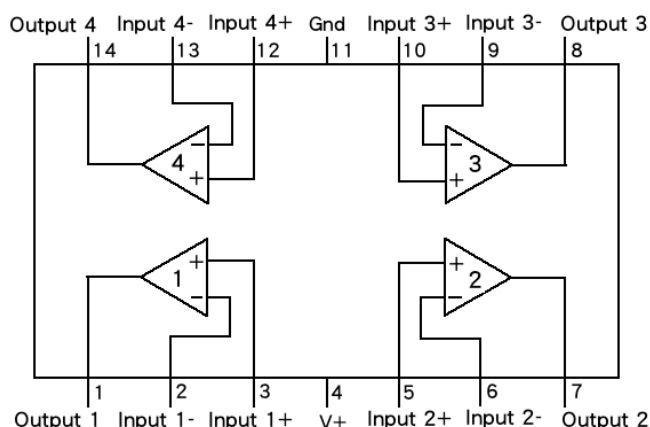 Output 4 Input 4- Input 4+ Gnd Input 3+ Input 3- Output 3
14 13 12 11 10 9 8
4 - + - + 3
1 + - + - 2
1 2 3 4 5 6 7
Output 1 Input 1- Input 1+ V+ Input 2+ Input 2- Output 2